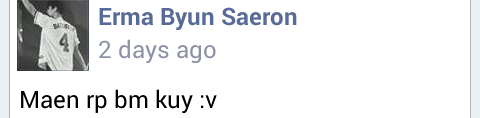 Erma Byun Saeron
2 days ago
Maen rp bm kuy :v